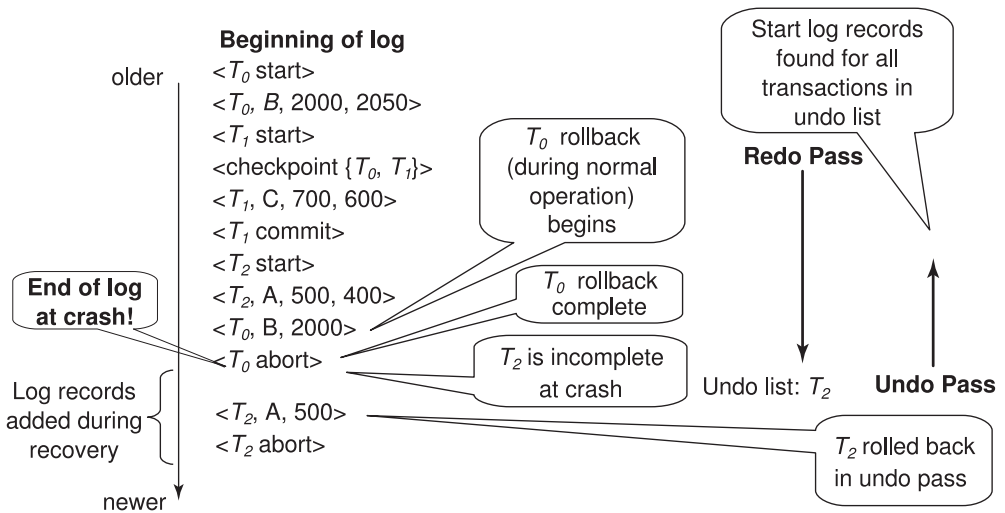 Beginning of log
older
<T0 start>
<T0, B, 2000, 2050>
<T1 start>
<checkpoint {T0, T1}>
<T1, C, 700, 600>
<T1 commit>
<T2 start>
<T2, A, 500, 400>
<T0, B, 2000>
<T0 abort>
<T2, A, 500>
<T2 abort>
End of log
at crash!
Log records
added during
recovery
newer
T0 rollback
(during normal
operation)
begins
T0 rollback
complete
T2 is incomplete
at crash
Start log records
found for all
transactions in
undo list
Redo Pass
Undo list: T2
Undo Pass
T2 rolled back
in undo pass